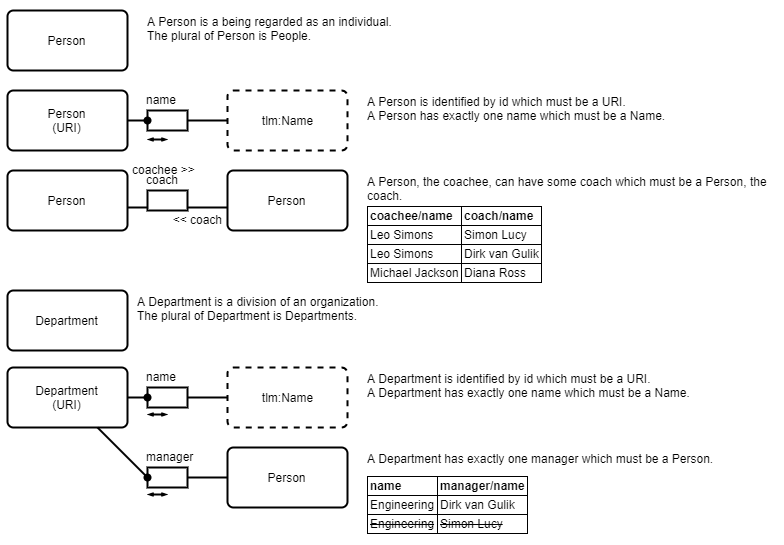 Person
A Person is a being regarded as an individual.
The plural of Person is People.
Person
(URI)
name
tlm:Name
A Person is identified by id which must be a URI.
A Person has exactly one name which must be a Name.
Person
coachee >>
coach
<< coach
Person
A Person, the coachee, can have some coach which must be a Person, the
coach.
coachee/name coach/name
Leo Simons Simon Lucy
Leo Simons Dirk van Gulik
Michael Jackson Diana Ross
Department
A Department is a division of an organization.
The plural of Department is Departments.
Department
(URI)
name
tlm:Name
A Department is identified by id which must be a URI.
A Department has exactly one name which must be a Name.
manager
Person
A Department has exactly one manager which must be a Person.
name manager/name
Engineering Dirk van Gulik
Engineering Simon Lucy